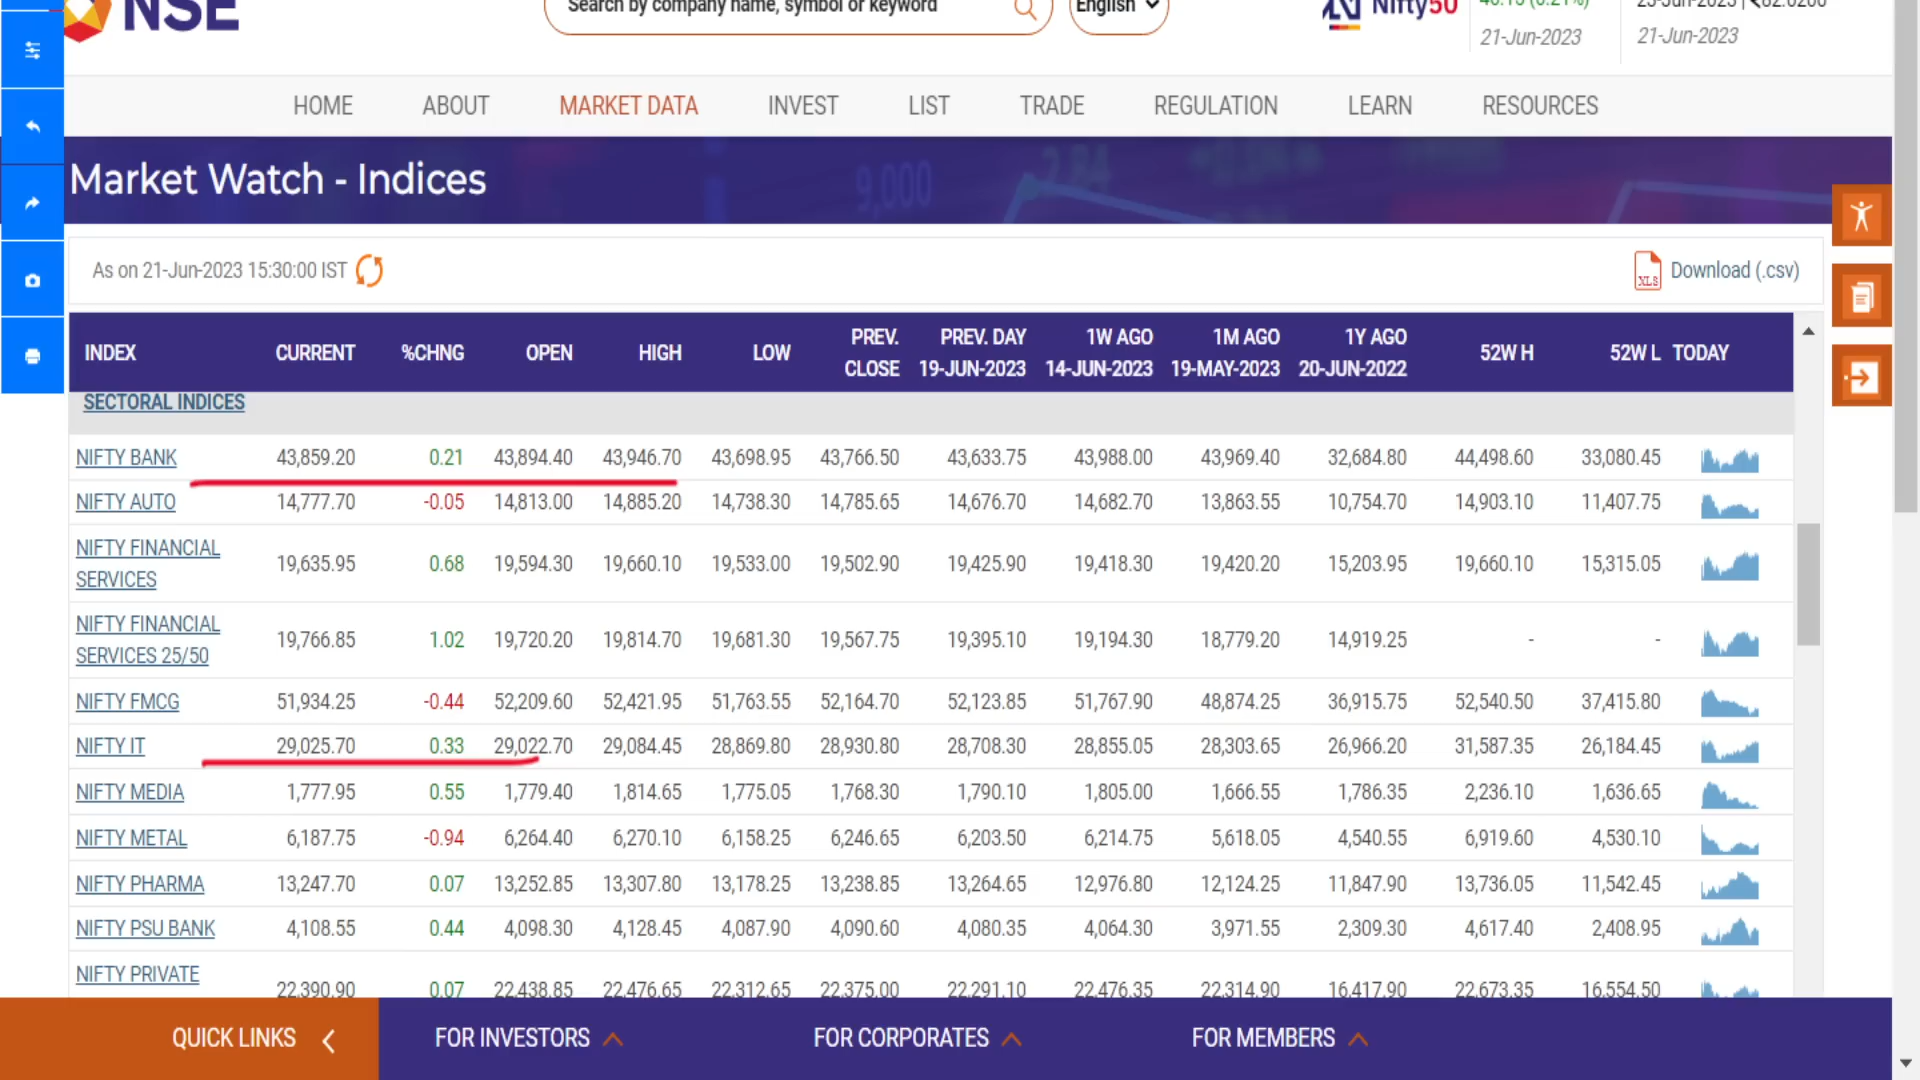 NSE
Search by company name, symbol or keyword
English
Nifty50
21-Jun-2023
21-Jun-2023
HOME ABOUT MARKET DATA INVEST LIST TRADE REGULATION LEARN RESOURCES
Market Watch - Indices
As on 21-Jun-2023 15:30:00 IST
XLS Download (.csv)
INDEX CURRENT %CHNG OPEN HIGH LOW PREV. CLOSE PREV. DAY 19-JUN-2023 1W AGO 14-JUN-2023 1M AGO 19-MAY-2023 1Y AGO 20-JUN-2022 52W H 52W L TODAY
SECTORAL INDICES
NIFTY BANK 43,859.20 0.21 43,894.40 43,946.70 43,698.95 43,766.50 43,633.75 43,988.00 43,969.40 32,684.80 44,498.60 33,080.45
NIFTY AUTO 14,777.70 -0.05 14,813.00 14,885.20 14,738.30 14,785.65 14,676.70 14,682.70 13,863.55 10,754.70 14,903.10 11,407.75
NIFTY FINANCIAL SERVICES 19,635.95 0.68 19,594.30 19,660.10 19,533.00 19,502.90 19,425.90 19,418.30 19,420.20 15,203.95 19,660.10 15,315.05
NIFTY FINANCIAL SERVICES 25/50 19,766.85 1.02 19,720.20 19,814.70 19,681.30 19,567.75 19,395.10 19,194.30 18,779.20 14,919.25 - -
NIFTY FMCG 51,934.25 -0.44 52,209.60 52,421.95 51,763.55 52,164.70 52,123.85 51,767.90 48,874.25 36,915.75 52,540.50 37,415.80
NIFTY IT 29,025.70 0.33 29,022.70 29,084.45 28,869.80 28,930.80 28,708.30 28,855.05 28,303.65 26,966.20 31,587.35 26,184.45
NIFTY MEDIA 1,777.95 0.55 1,779.40 1,814.65 1,775.05 1,768.30 1,790.10 1,805.00 1,666.55 1,786.35 2,236.10 1,636.65
NIFTY METAL 6,187.75 -0.94 6,264.40 6,270.10 6,158.25 6,246.65 6,203.50 6,214.75 5,618.05 4,540.55 6,919.60 4,530.10
NIFTY PHARMA 13,247.70 0.07 13,252.85 13,307.80 13,178.25 13,238.85 13,264.65 12,976.80 12,124.25 11,847.90 13,736.05 11,542.45
NIFTY PSU BANK 4,108.55 0.44 4,098.30 4,128.45 4,087.90 4,090.60 4,080.35 4,064.30 3,971.55 2,309.30 4,617.40 2,408.95
NIFTY PRIVATE 22,390.90 0.07 22,438.85 22,476.65 22,312.65 22,375.00 22,291.10 22,476.35 22,314.90 16,417.90 22,673.35 16,554.50
QUICK LINKS FOR INVESTORS FOR CORPORATES FOR MEMBERS